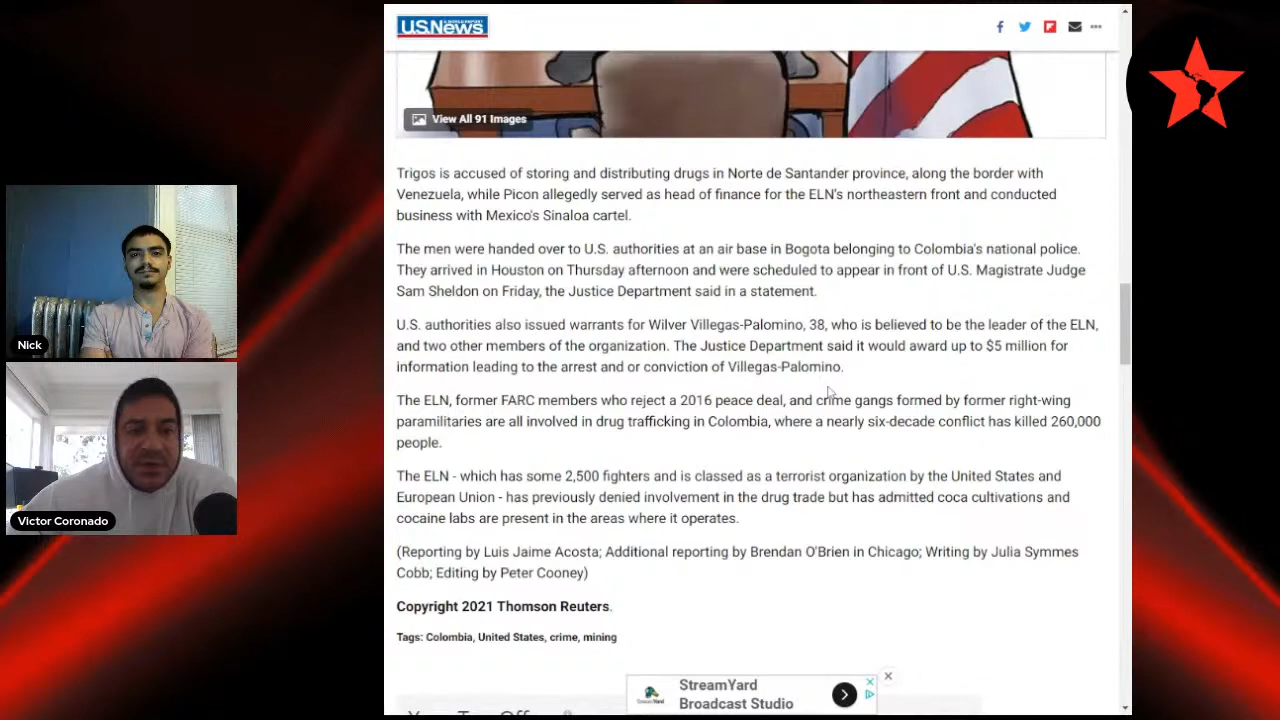 U.S.News
View All 91 Images
Trigos is accused of storing and distributing drugs in Norte de Santander province, along the border with
Venezuela, while Picon allegedly served as head of finance for the ELN's northeastern front and conducted
business with Mexico's Sinaloa cartel.
The men were handed over to U.S. authorities at an air base in Bogota belonging to Colombia's national police.
They arrived in Houston on Thursday afternoon and were scheduled to appear in front of U.S. Magistrate Judge
Sam Sheldon on Friday, the Justice Department said in a statement.
U.S. authorities also issued warrants for Wilver Villegas-Palomino, 38, who is believed to be the leader of the ELN,
and two other members of the organization. The Justice Department said it would award up to $5 million for
information leading to the arrest and or conviction of Villegas-Palomino.
The ELN, former FARC members who reject a 2016 peace deal, and crime gangs formed by former right-wing
paramilitaries are all involved in drug trafficking in Colombia, where a nearly six-decade conflict has killed 260,000
people.
The ELN - which has some 2,500 fighters and is classed as a terrorist organization by the United States and
European Union - has previously denied involvement in the drug trade but has admitted coca cultivations and
cocaine labs are present in the areas where it operates.
(Reporting by Luis Jaime Acosta; Additional reporting by Brendan O'Brien in Chicago; Writing by Julia Symmes
Cobb; Editing by Peter Cooney)
Copyright 2021 Thomson Reuters.
Tags: Colombia, United States, crime, mining
StreamYard
Broadcast Studio
Nick
Victor Coronado